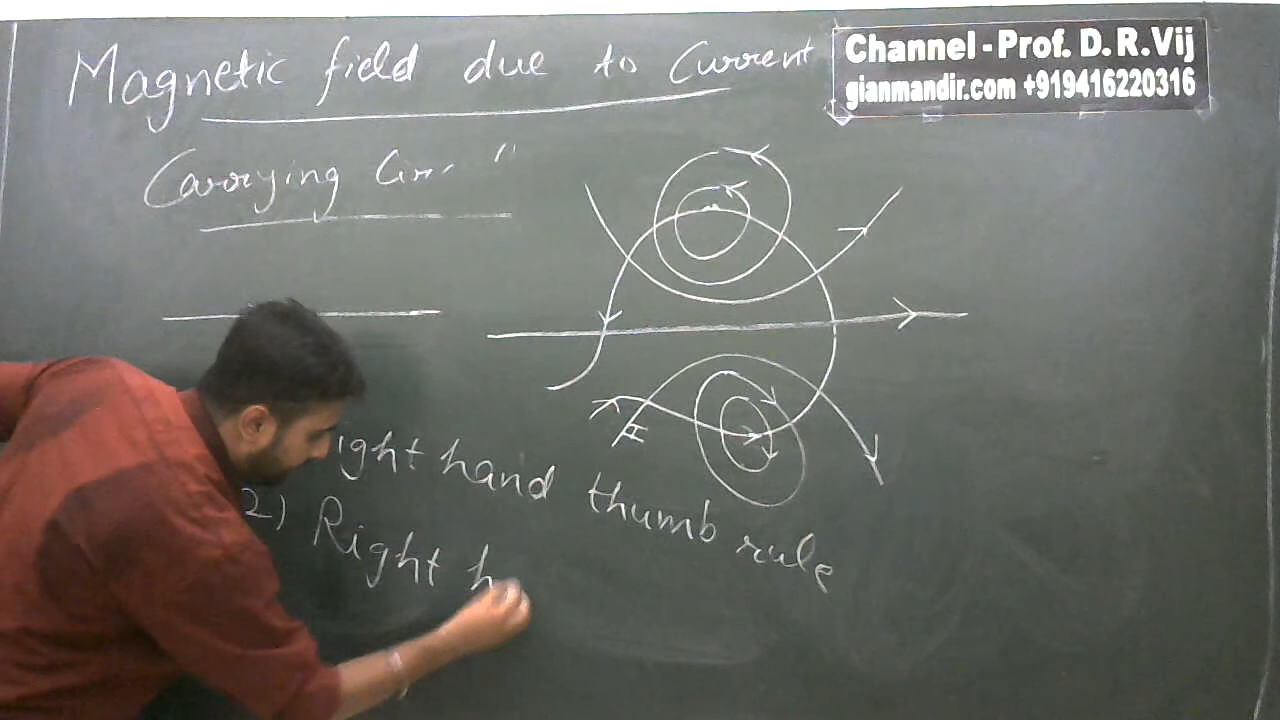 Magnetic field due to Current
Carrying
Channel - Prof. D. R. Vij
gianmandir.com +919416220316
ight hand thumb rule
2) Right h